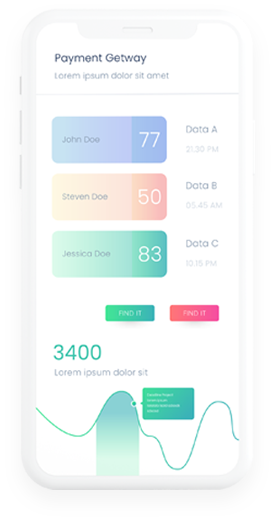 Payment Getway
Lorem ipsum dolor sit amet
John Doe 77 Data A
21:30 PM
Steven Doe 50 Data B
05:45 AM
Jessica Doe 83 Data C
10:15 PM
FIND IT FIND IT
3400
Lorem ipsum dolor sit